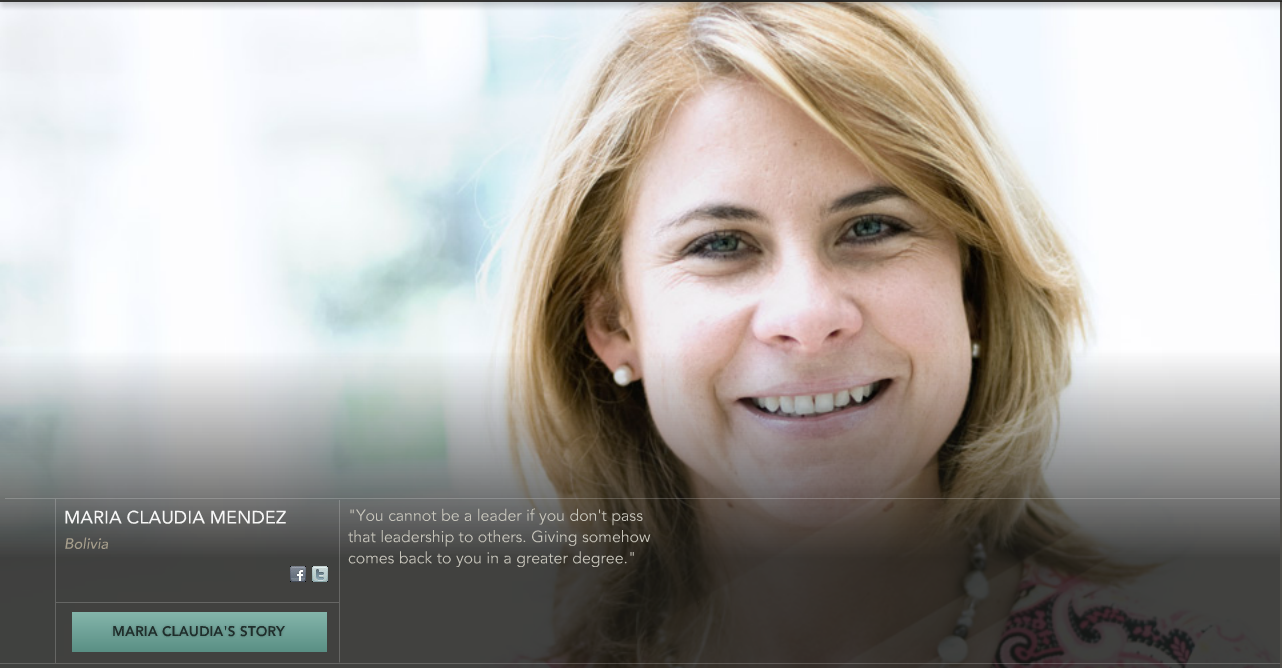 MARIA CLAUDIA MENDEZ
Bolivia
MARIA CLAUDIA'S STORY
"You cannot be a leader if you don't pass
that leadership to others. Giving somehow
comes back to you in a greater degree."